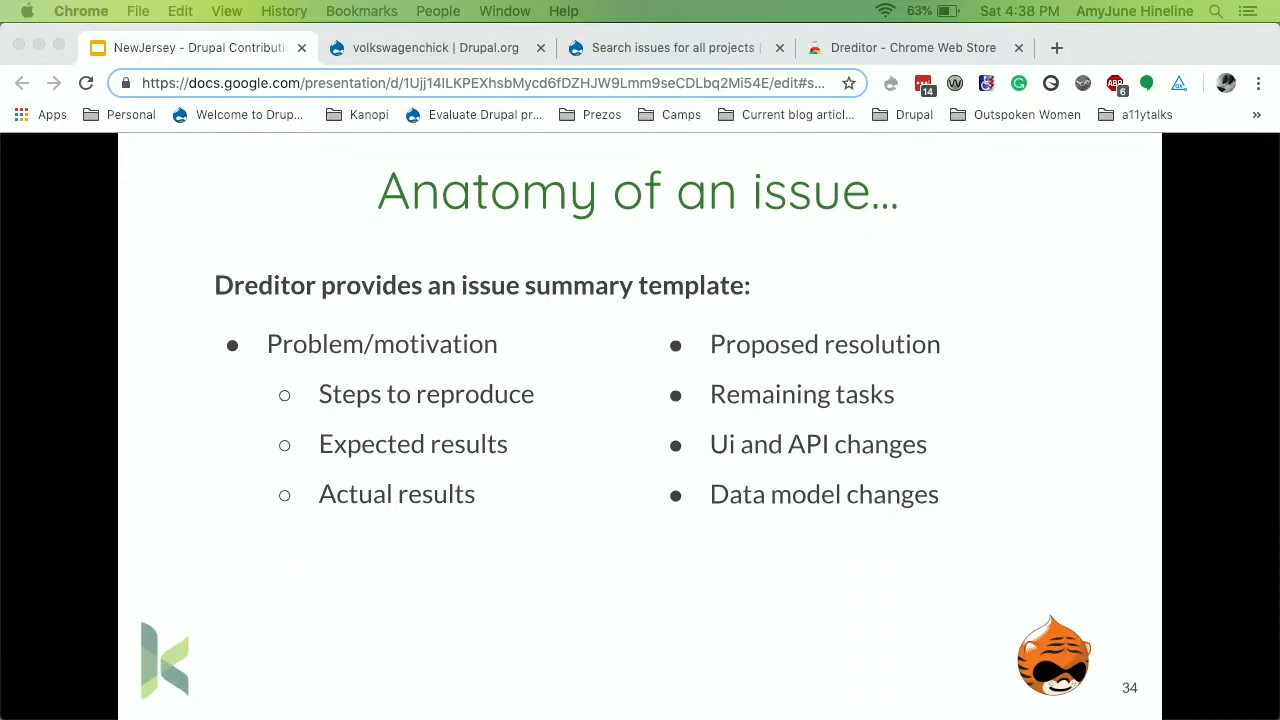 Chrome File Edit View History Bookmarks People Window Help 63% Sat 4:38 PM AmyJune Hineline
NewJersey - Drupal Contributi volkswagenchick | Drupal.org Search issues for all projects | Dreditor - Chrome Web Store
https://docs.google.com/presentation/d/1Ujj14lLKPEXhsbMycd6fDZHJW9Lmm9seCDLbq2Mi54E/edit#s... 14 ABP 6
Apps Personal Welcome to Drup... Kanopi Evaluate Drupal pr... Prezos Camps Current blog articl... Drupal Outspoken Women a11ytalks »
Anatomy of an issue...
Dreditor provides an issue summary template:
● Problem/motivation
○ Steps to reproduce
○ Expected results
○ Actual results
● Proposed resolution
● Remaining tasks
● Ui and API changes
● Data model changes
34